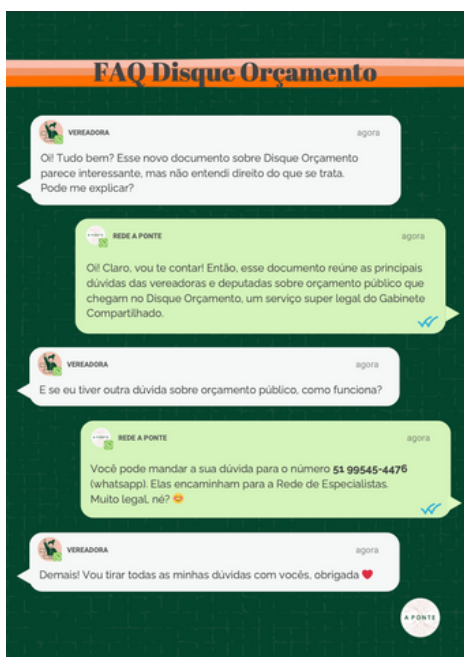 FAQ Disque Orçamento
VEREADORA
agora
Oi! Tudo bem? Esse novo documento sobre Disque Orçamento
parece interessante, mas não entendi direito do que se trata.
Pode me explicar?
REDE A PONTE
agora
Oi! Claro, vou te contar! Então, esse documento reúne as principais
dúvidas das vereadoras e deputadas sobre orçamento público que
chegam no Disque Orçamento, um serviço super legal do Gabinete
Compartilhado.
VEREADORA
agora
E se eu tiver outra dúvida sobre orçamento público, como funciona?
REDE A PONTE
agora
Você pode mandar a sua dúvida para o número 51 99545-4476
(whatsapp). Elas encaminham para a Rede de Especialistas.
Muito legal, né? 😊
VEREADORA
agora
Demais! Vou tirar todas as minhas dúvidas com vocês, obrigada ❤️
A PONTE